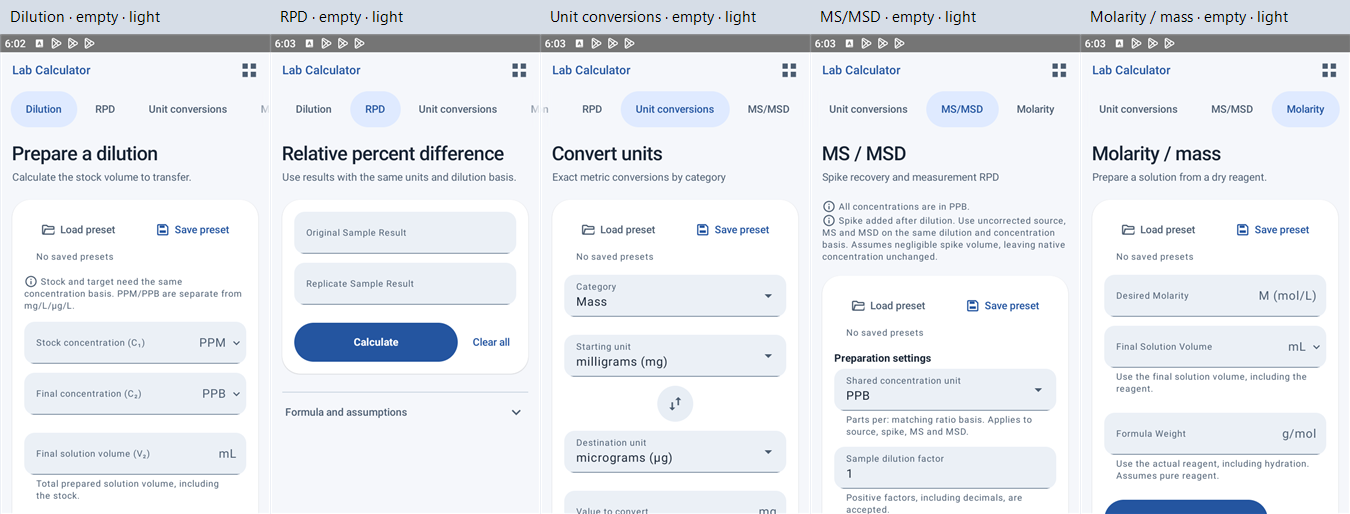 Dilution · empty · light
6:02
Lab Calculator
Dilution RPD Unit conversions
Prepare a dilution
Calculate the stock volume to transfer.
Load preset Save preset
No saved presets
Stock and target need the same
concentration basis. PPM/PPB are separate from
mg/L/µg/L.
Stock concentration (C₁) PPM
Final concentration (C₂) PPB
Final solution volume (V₂) mL
Total prepared solution volume, including
the stock.
RPD · empty · light
6:03
Lab Calculator
Dilution RPD Unit conversions
Relative percent difference
Use results with the same units and dilution basis.
Original Sample Result
Replicate Sample Result
Calculate Clear all
Formula and assumptions
Unit conversions · empty · light
6:03
Lab Calculator
RPD Unit conversions MS/MSD
Convert units
Exact metric conversions by category
Load preset Save preset
No saved presets
Category
Mass
Starting unit
milligrams (mg)
Destination unit
micrograms (µg)
Value to convert mg
MS/MSD · empty · light
6:03
Lab Calculator
Unit conversions MS/MSD Molarity
MS / MSD
Spike recovery and measurement RPD
All concentrations are in PPB.
Spike added after dilution. Use uncorrected source,
MS and MSD on the same dilution and concentration
basis. Assumes negligible spike volume, leaving native
concentration unchanged.
Load preset Save preset
No saved presets
Preparation settings
Shared concentration unit
PPB
Parts per: matching ratio basis. Applies to
source, spike, MS and MSD.
Sample dilution factor
1
Positive factors, including decimals, are
accepted.
Molarity / mass · empty · light
6:03
Lab Calculator
Unit conversions MS/MSD Molarity
Molarity / mass
Prepare a solution from a dry reagent.
Load preset Save preset
No saved presets
Desired Molarity M (mol/L)
Final Solution Volume mL
Use the final solution volume, including the
reagent.
Formula Weight g/mol
Use the actual reagent, including hydration.
Assumes pure reagent.